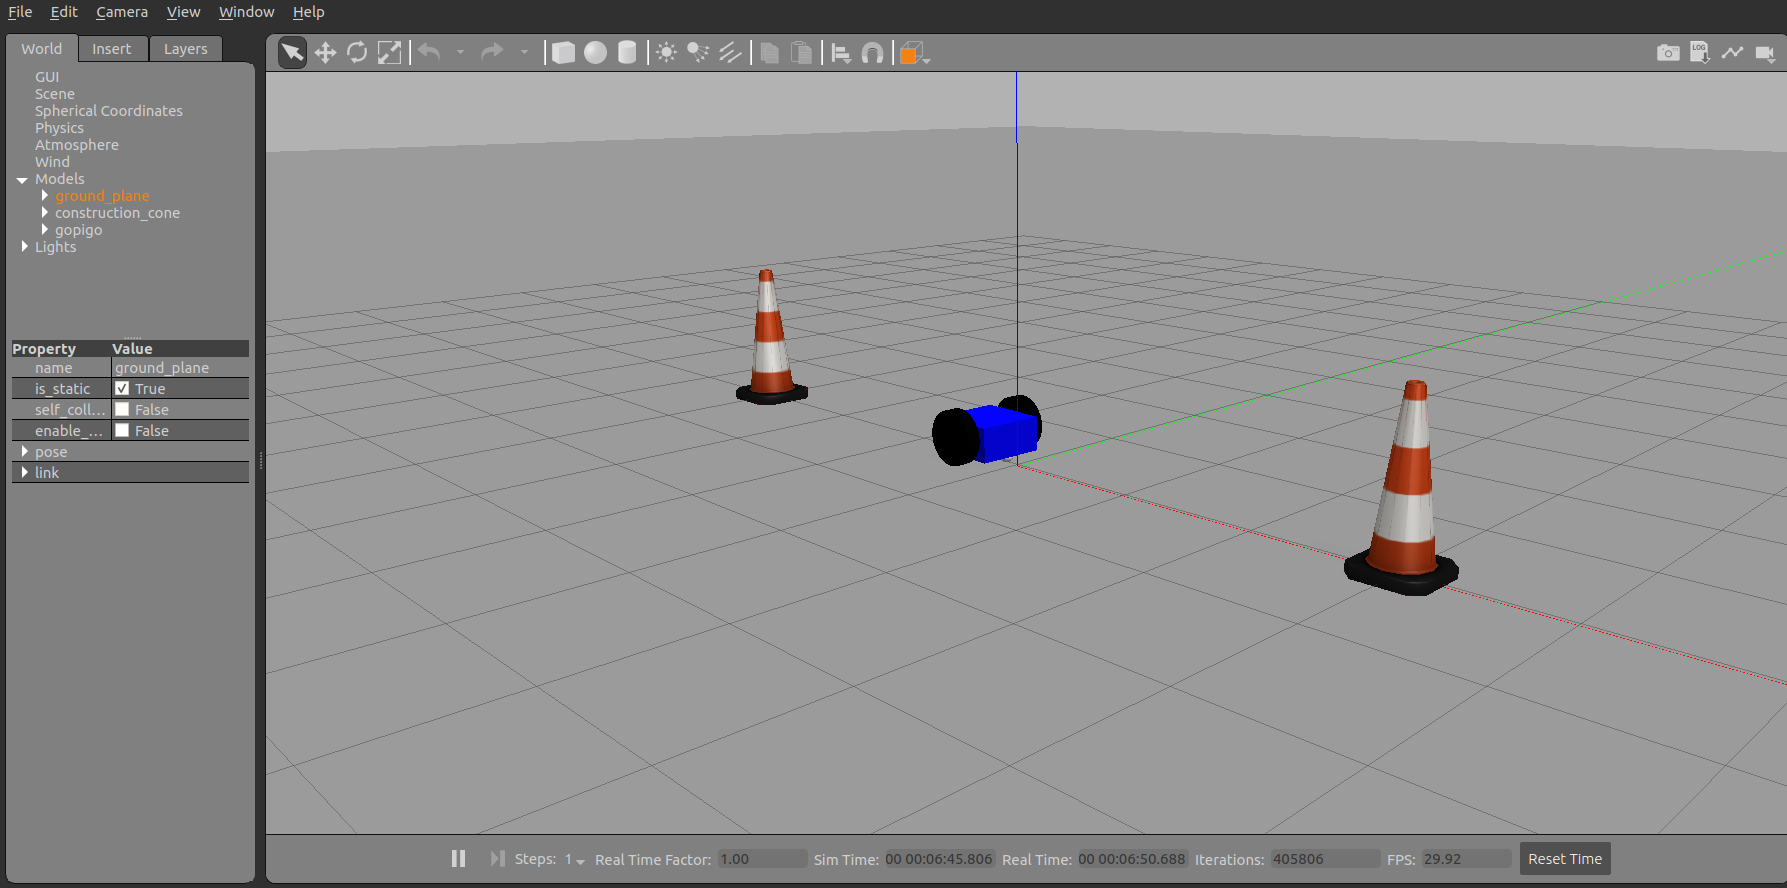 File Edit Camera View Window Help
World Insert Layers
GUI
Scene
Spherical Coordinates
Physics
Atmosphere
Wind
Models
ground_plane
construction_cone
gopigo
Lights
Property Value
name ground_plane
is_static True
self_coll... False
enable_... False
pose
link
LOG
Steps: 1 Real Time Factor: 1.00 Sim Time: 00 00:06:45.806 Real Time: 00 00:06:50.688 Iterations: 405806 FPS: 29.92 Reset Time